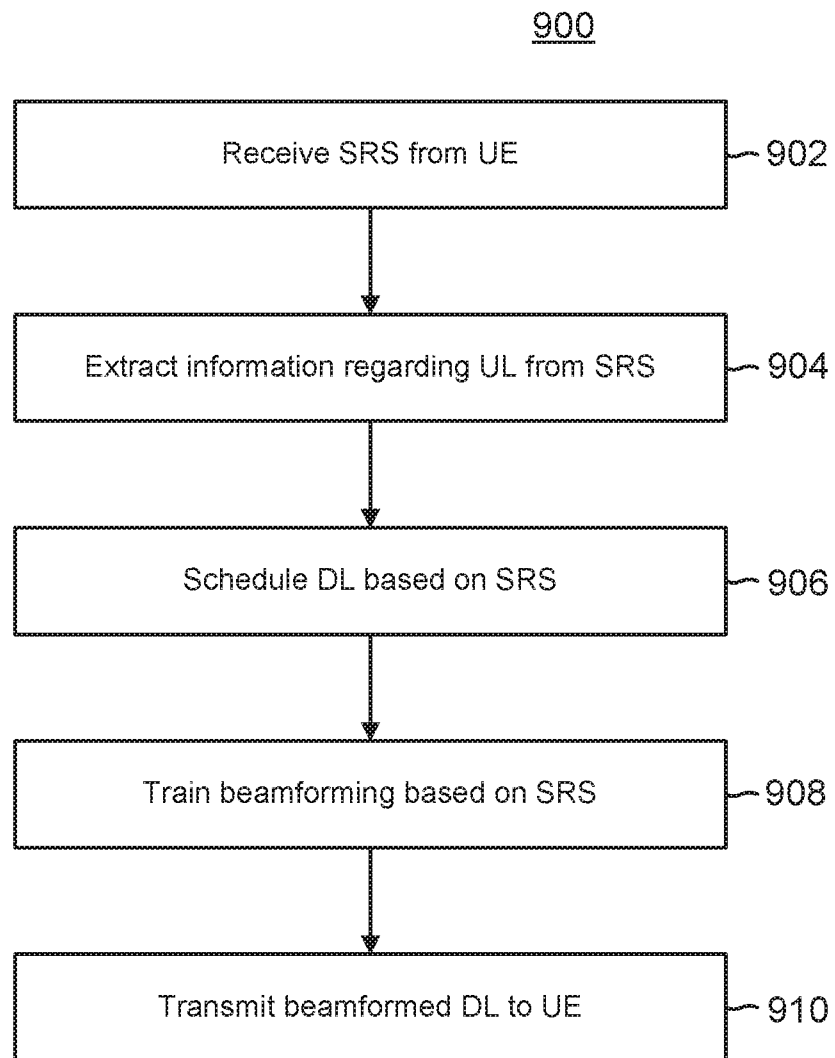 900
Receive SRS from UE
902
Extract information regarding UL from SRS
904
Schedule DL based on SRS
906
Train beamforming based on SRS
908
Transmit beamformed DL to UE
910